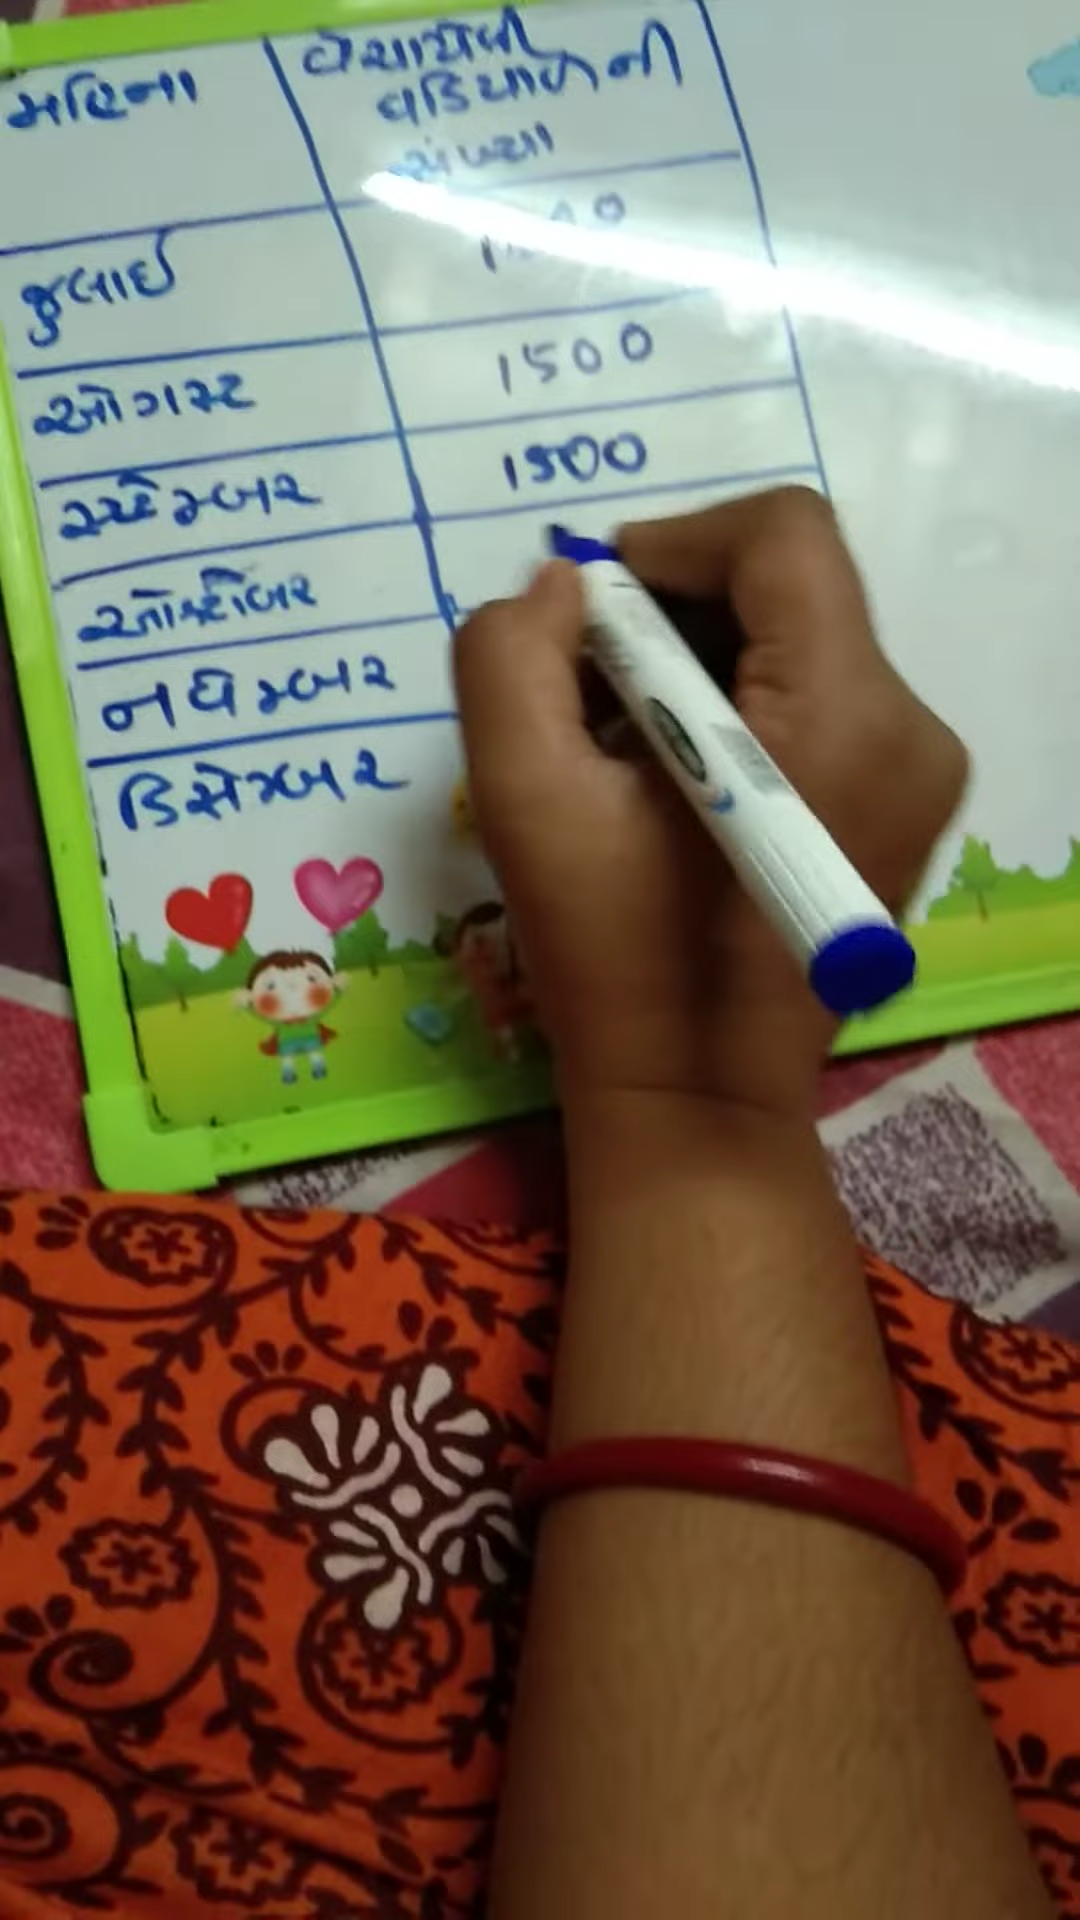 મહિના વેચાયેલી
ઘડિયાળની
સંખ્યા
જુલાઈ
ઓગસ્ટ 1500
સપ્ટેમ્બર 1500
ઓક્ટોબર
નવેમ્બર
ડિસેમ્બર